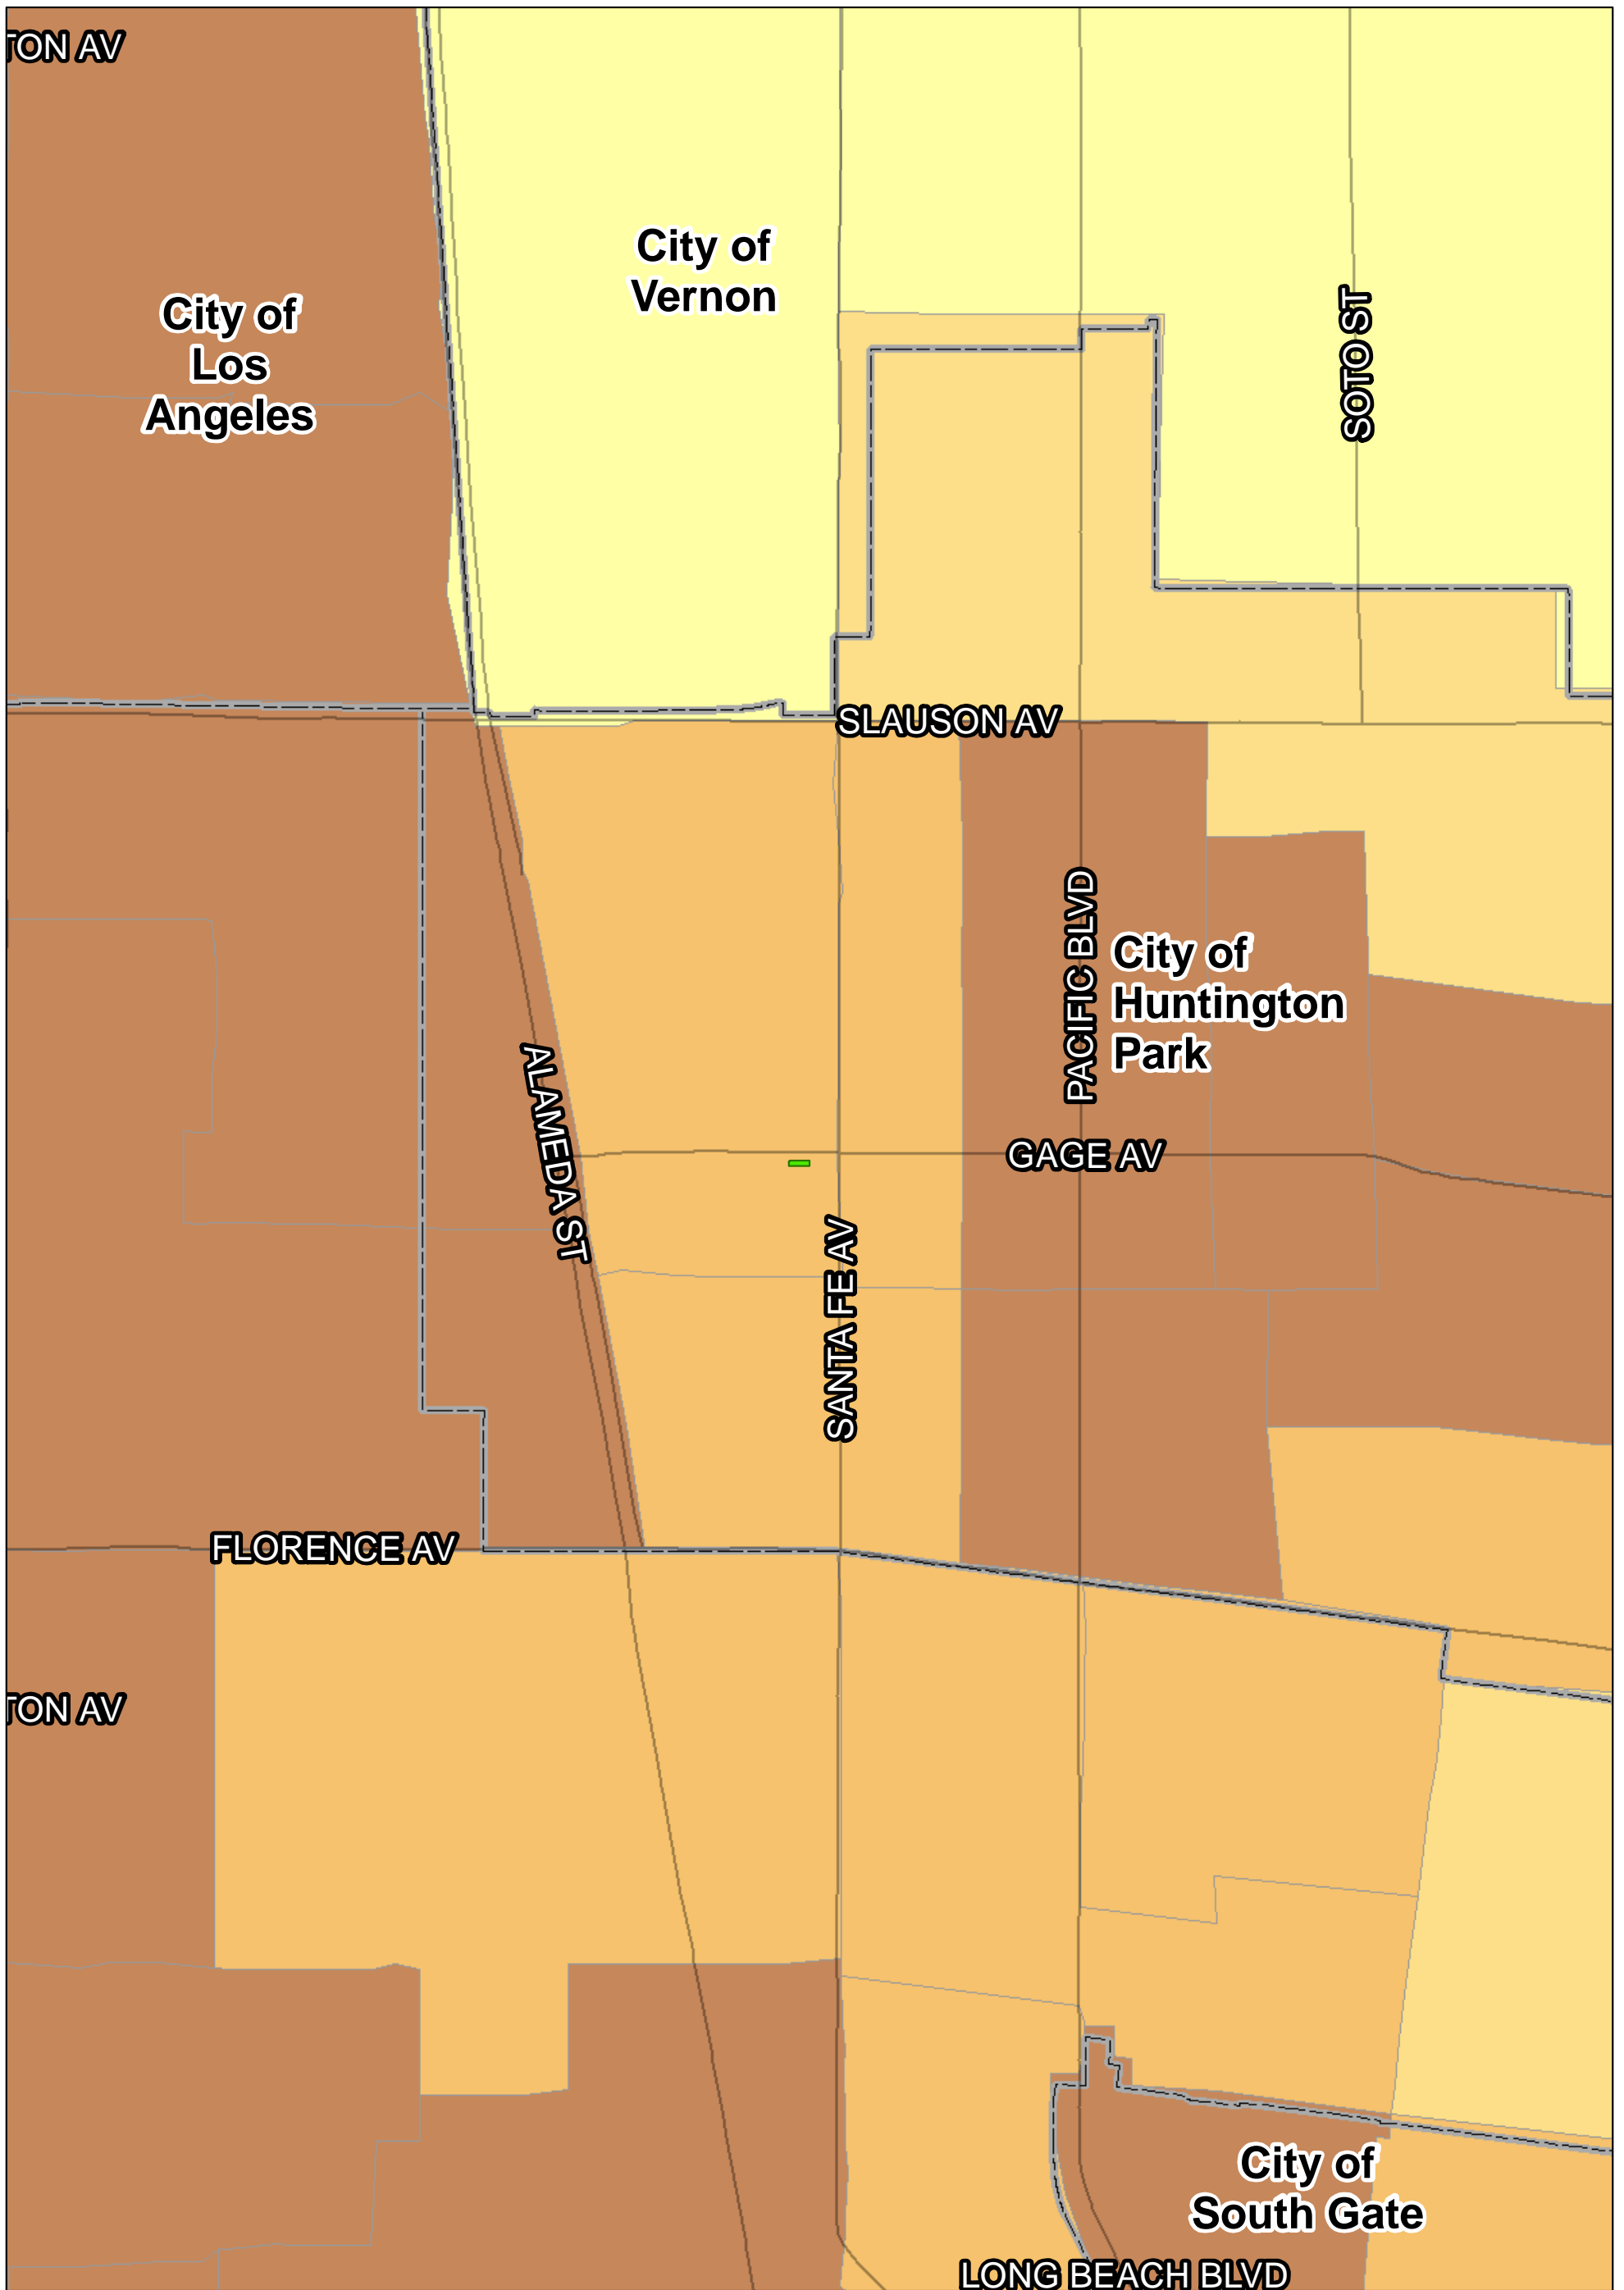 TON AV
City of
Vernon
City of
Los
Angeles
SOTO ST
SLAUSON AV
PACIFIC BLVD
City of
Huntington
Park
ALAMEDA ST
GAGE AV
SANTA FE AV
FLORENCE AV
TON AV
City of
South Gate
LONG BEACH BLVD